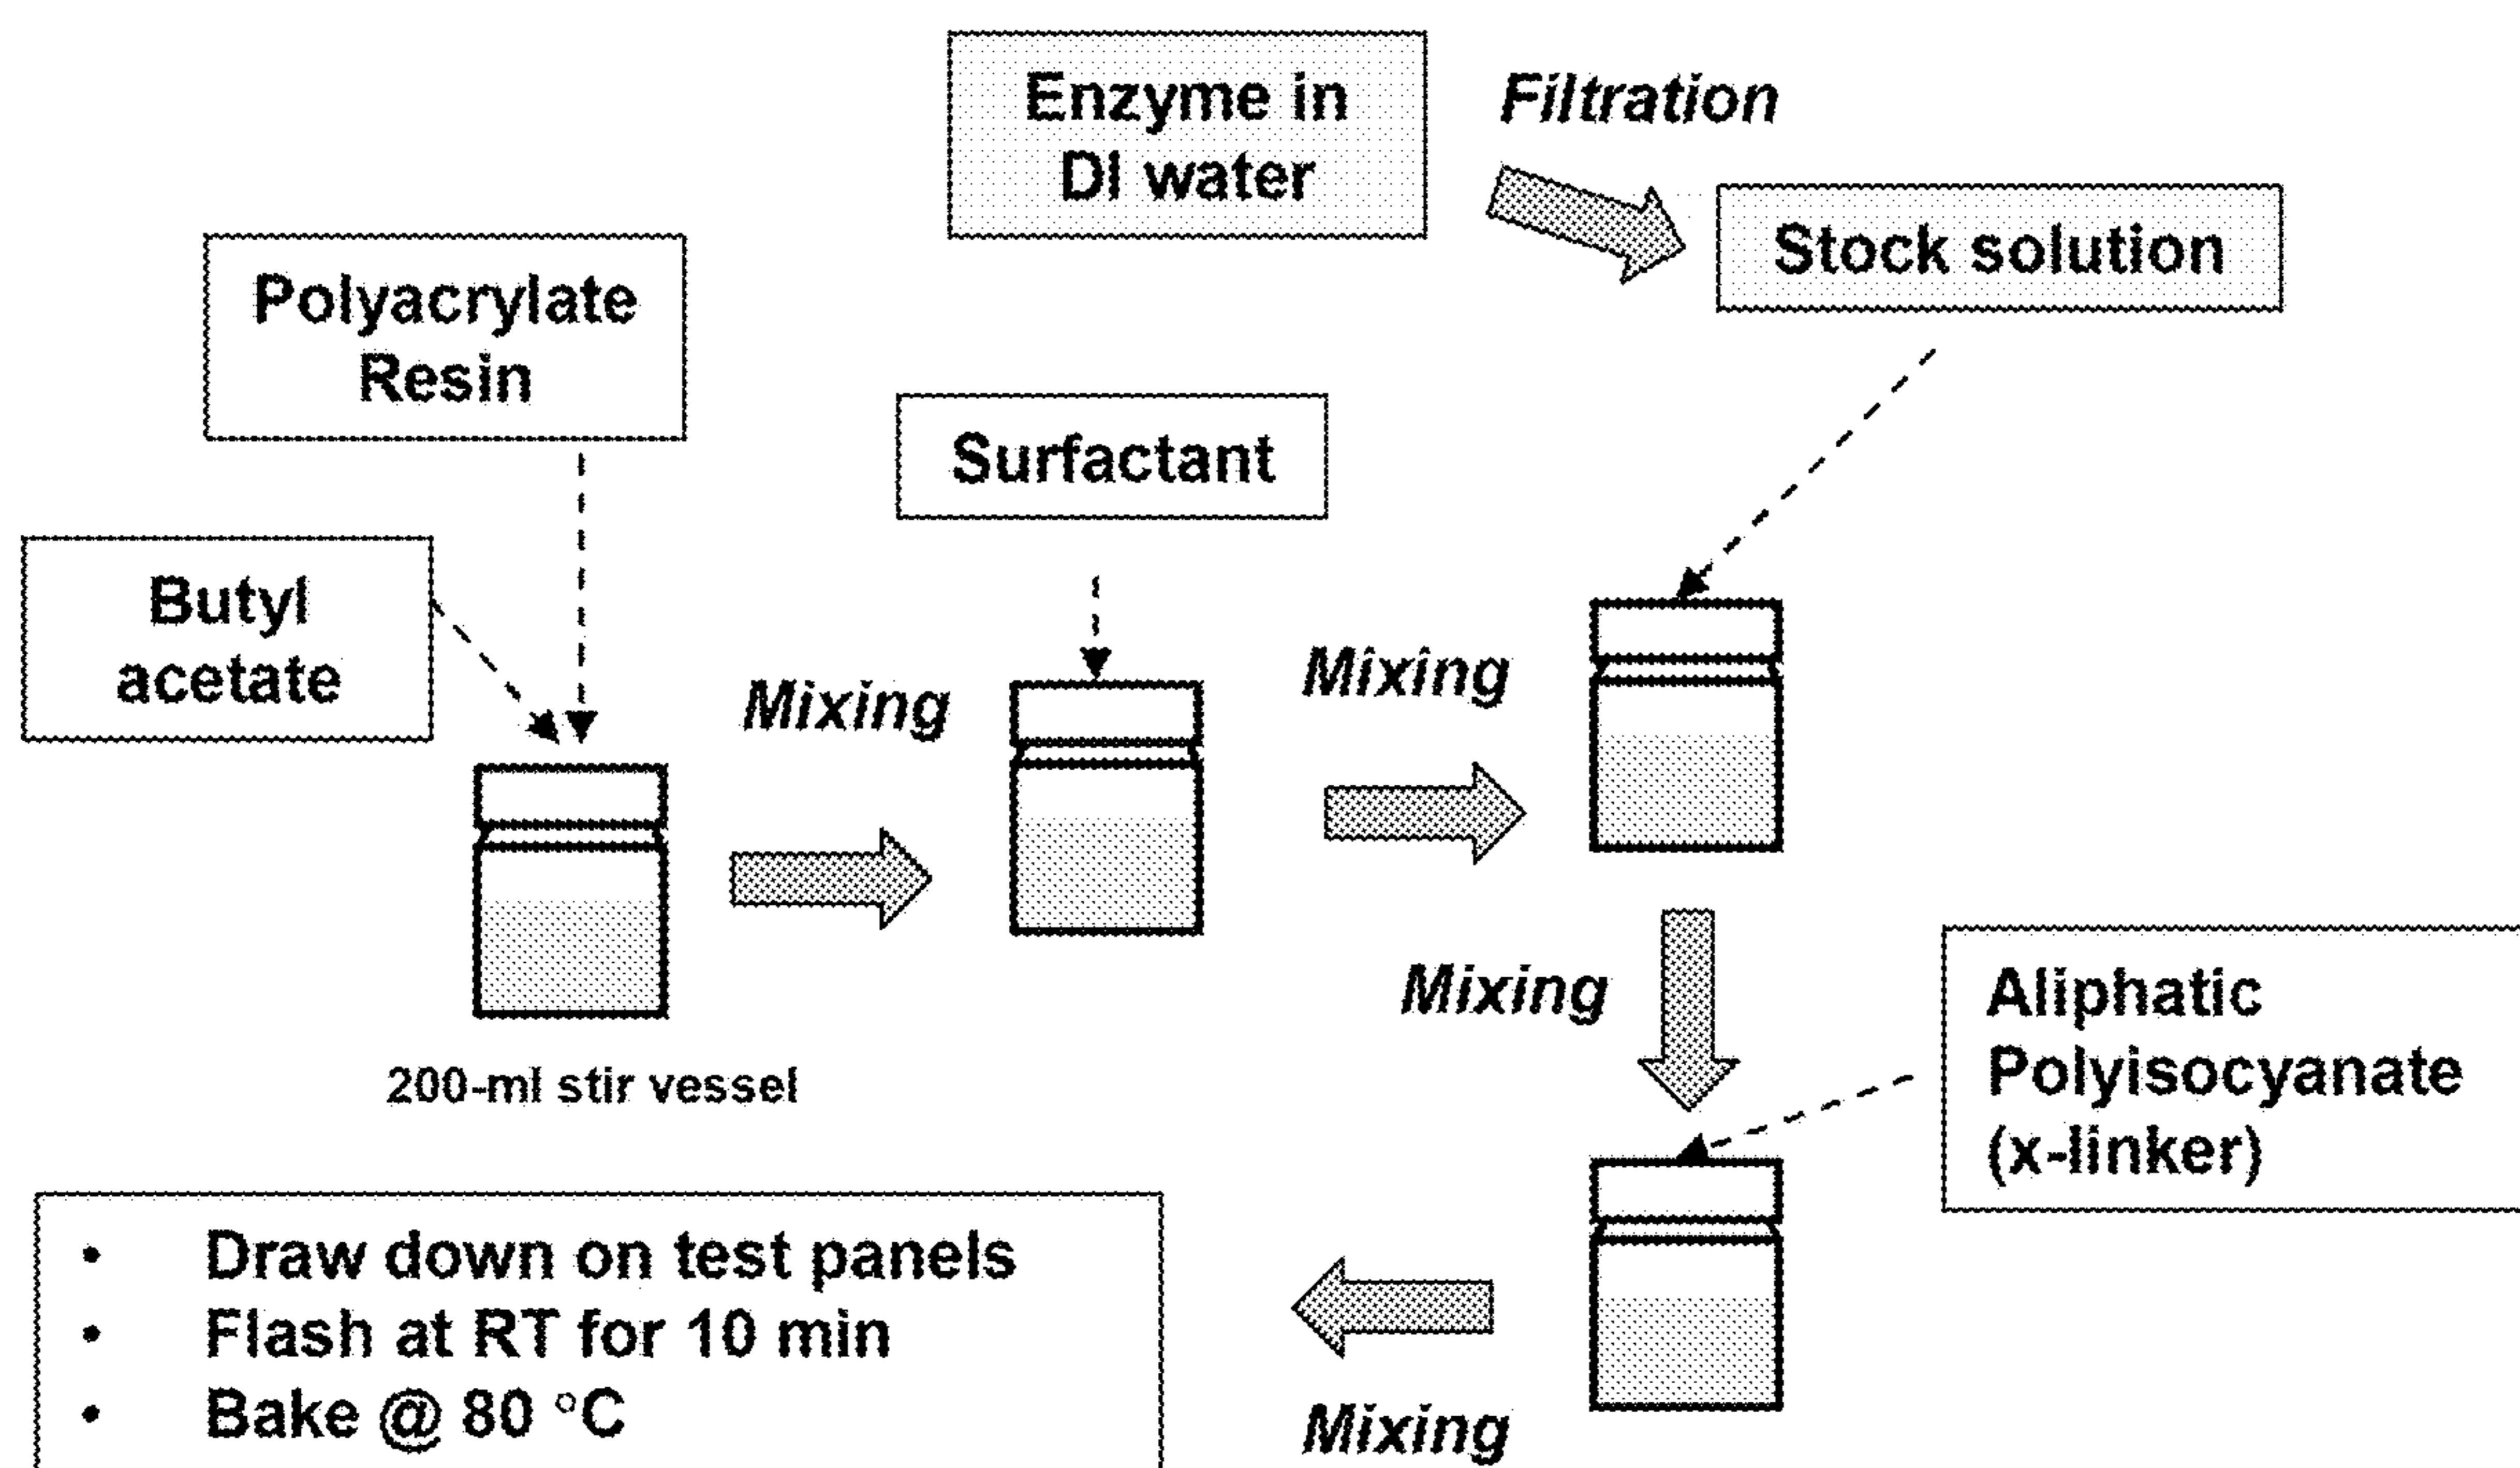 Enzyme in
DI water
Filtration
Stock solution
Polyacrylate
Resin
Surfactant
Butyl
acetate
Mixing
Mixing
200-ml stir vessel
Mixing
Aliphatic
Polyisocyanate
(x-linker)
• Draw down on test panels
• Flash at RT for 10 min
• Bake @ 80 °C
Mixing